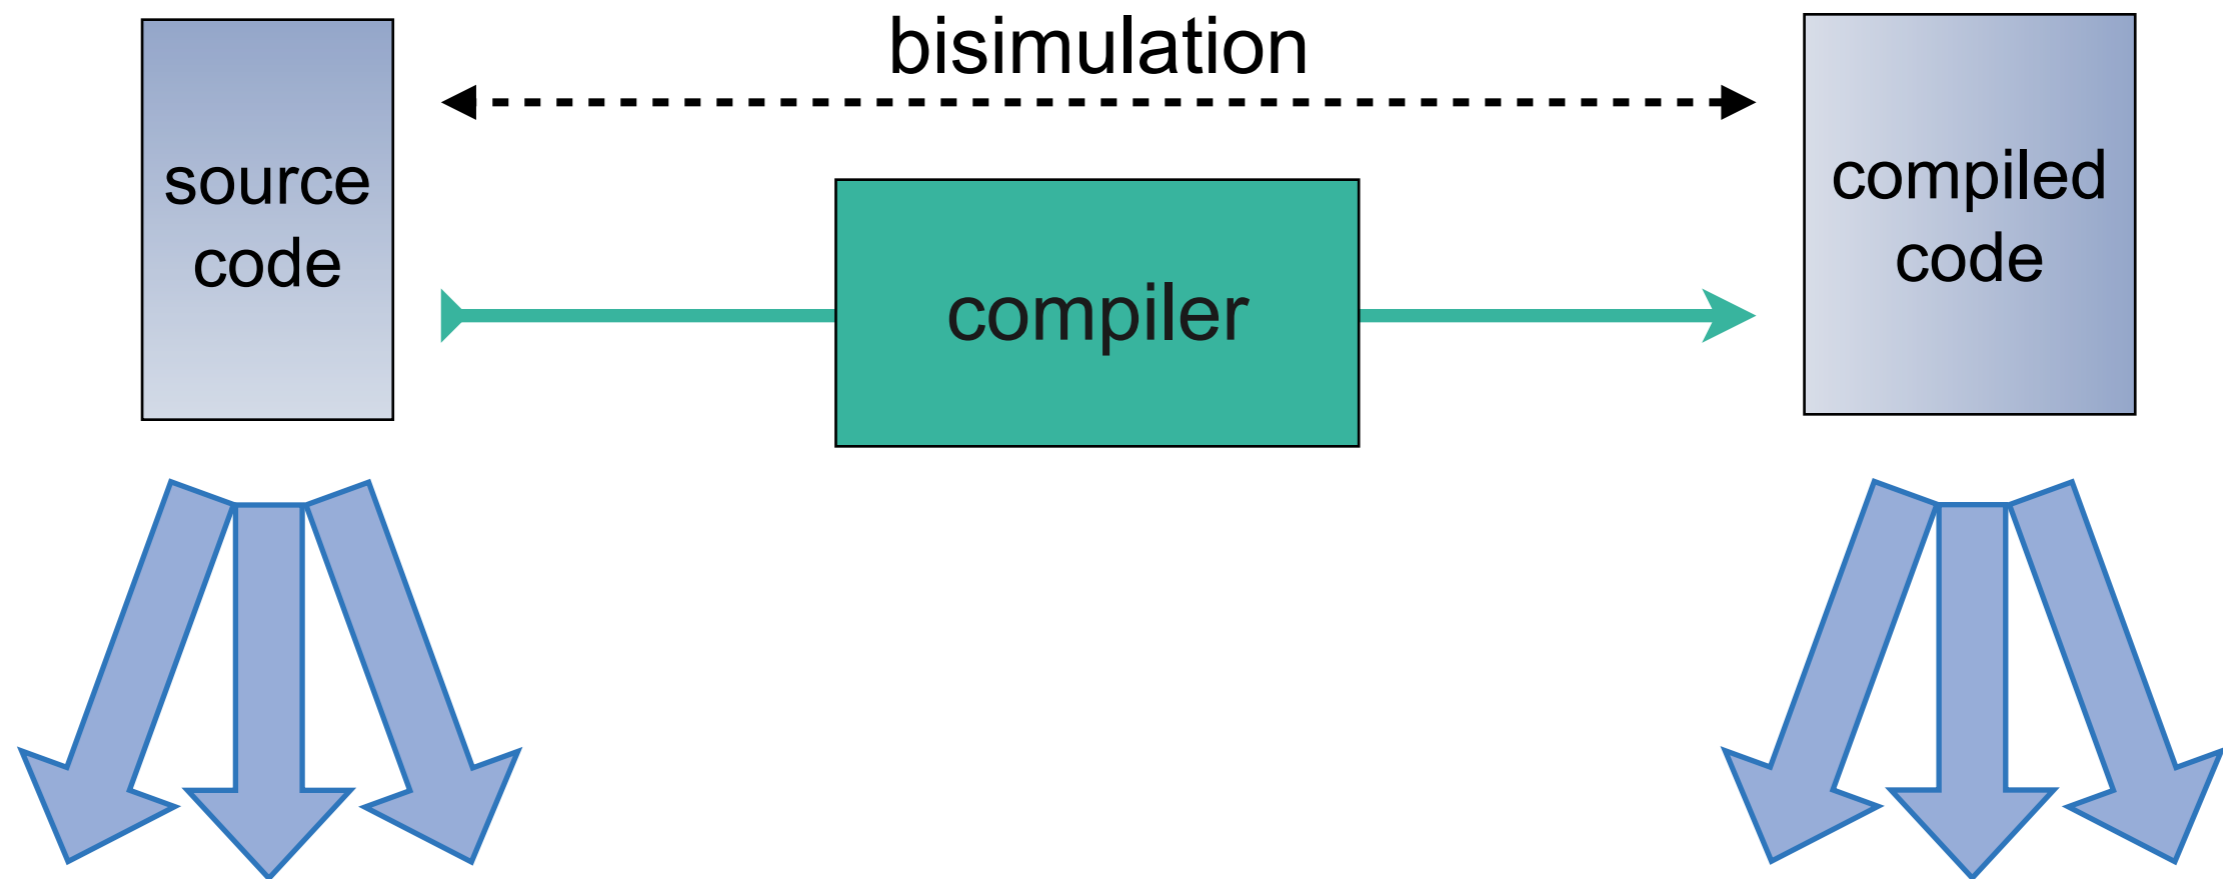 bisimulation
source
code
compiler
compiled
code